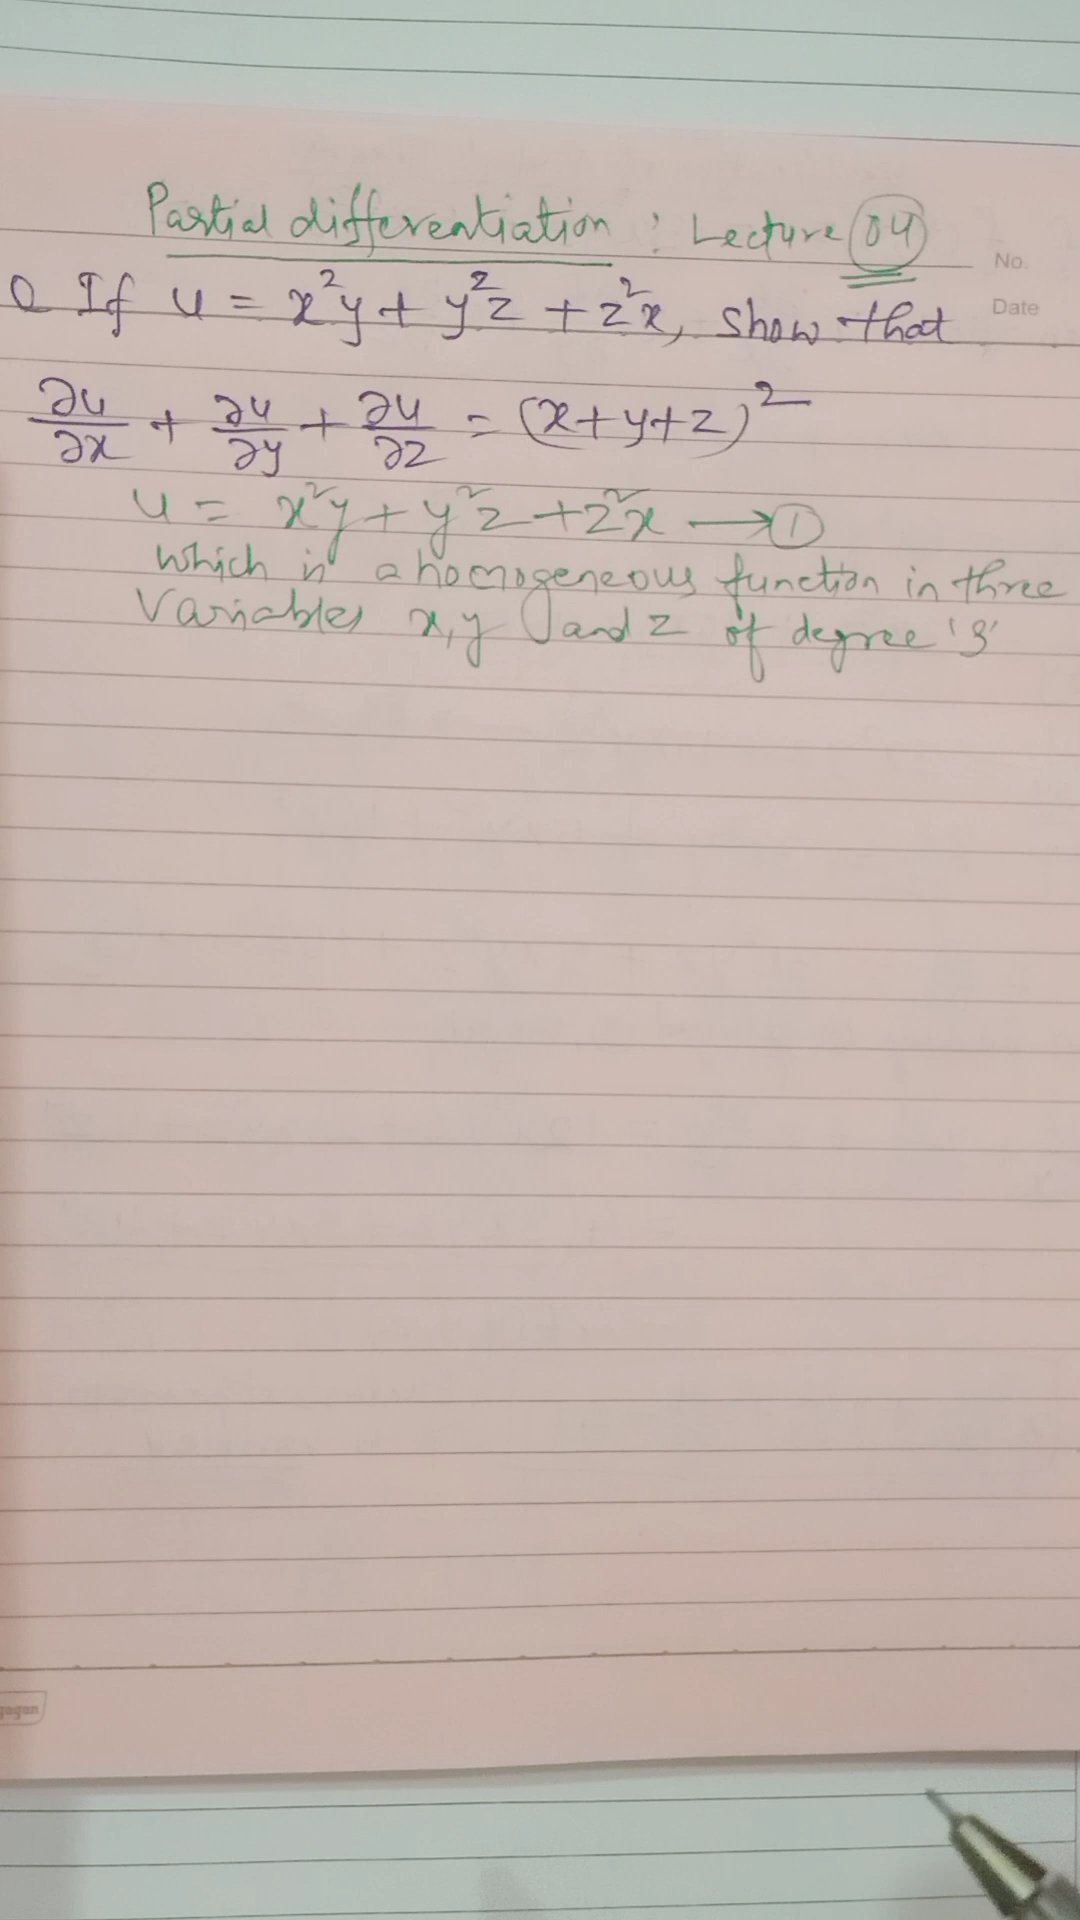 Partial differentiation : Lecture 04
No.
Q If u = x²y + y²z + z²x, show that
Date
∂u/∂x + ∂u/∂y + ∂u/∂z = (x+y+z)²
u = x²y + y²z + z²x → ①
which is a homogeneous function in three
Variables x, y and z of degree '3'
gagan